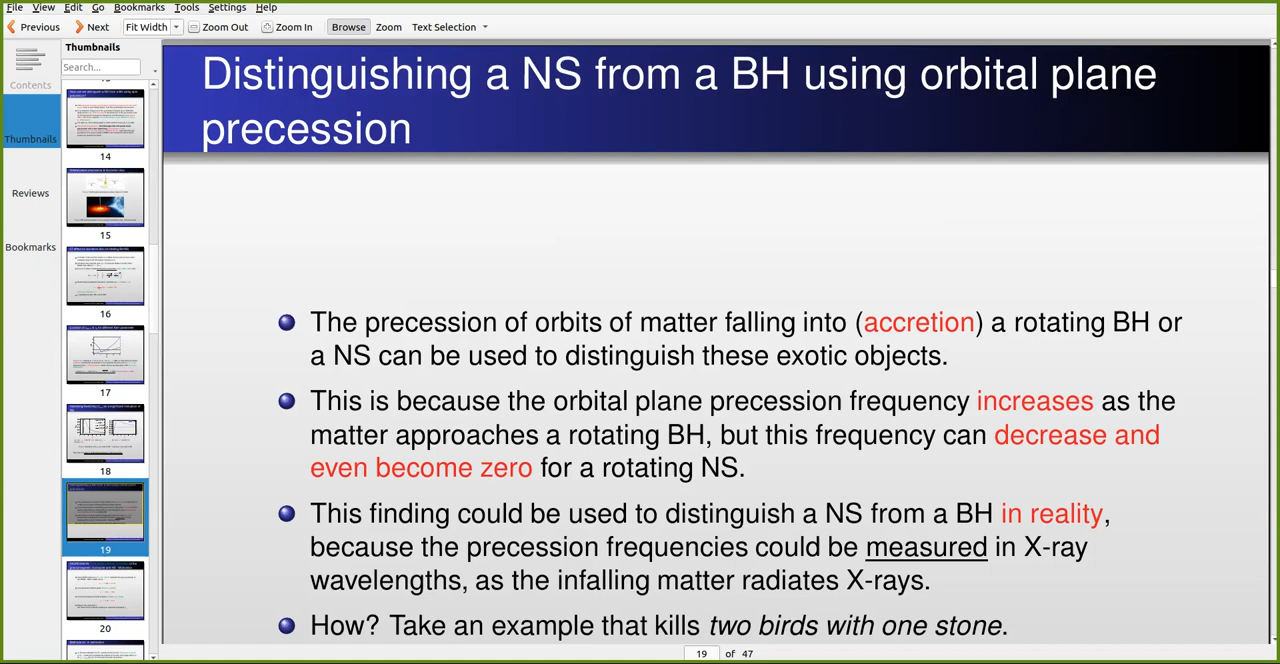 File View Edit Go Bookmarks Tools Settings Help
Previous Next Fit Width Zoom Out Zoom In Browse Zoom Text Selection
Contents
Thumbnails
Reviews
Bookmarks
Thumbnails
Search...
14
15
16
17
18
19
20
Distinguishing a NS from a BH using orbital plane
precession
The precession of orbits of matter falling into (accretion) a rotating BH or
a NS can be used to distinguish these exotic objects.
This is because the orbital plane precession frequency increases as the
matter approaches a rotating BH, but this frequency can decrease and
even become zero for a rotating NS.
This finding could be used to distinguish a NS from a BH in reality,
because the precession frequencies could be measured in X-ray
wavelengths, as the infalling matter radiates X-rays.
How? Take an example that kills two birds with one stone.
19 of 47